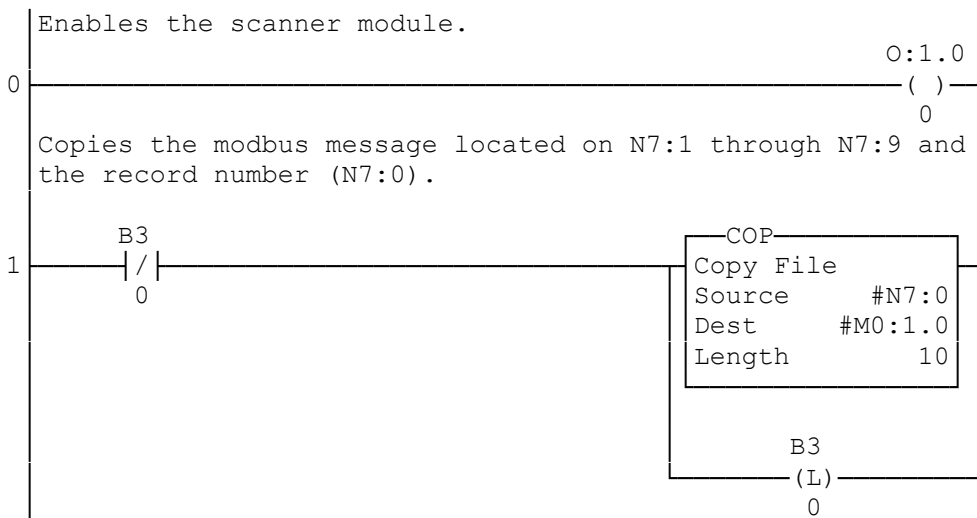 Enables the scanner module.
O:1.0
0 ( )
0
Copies the modbus message located on N7:1 through N7:9 and
the record number (N7:0).
B3 COP
1 / Copy File
0 Source #N7:0
Dest #M0:1.0
Length 10
B3
(L)
0